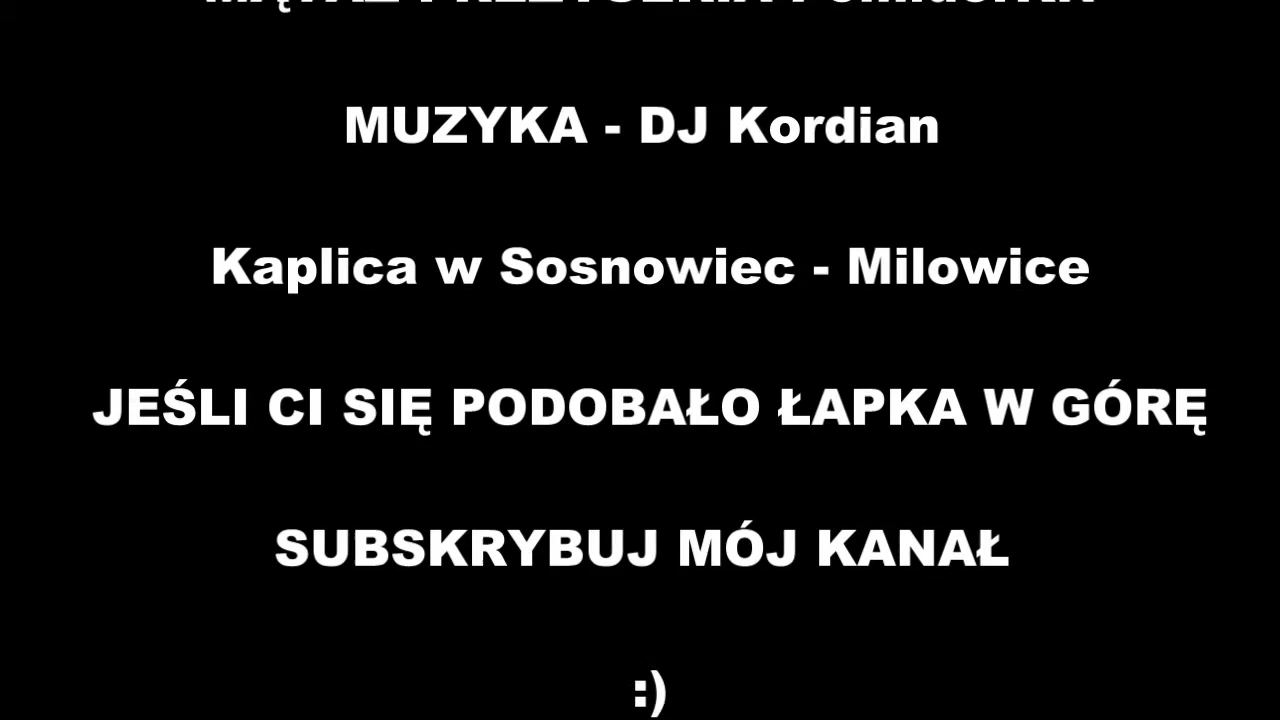 MUZYKA - DJ Kordian
Kaplica w Sosnowiec - Milowice
JEŚLI CI SIĘ PODOBAŁO ŁAPKA W GÓRĘ
SUBSKRYBUJ MÓJ KANAŁ
:)